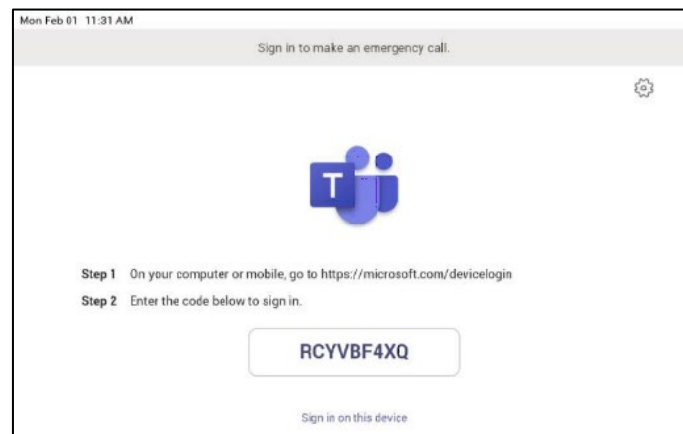 Mon Feb 01 11:31 AM
Sign in to make an emergency call.
T
Step 1 On your computer or mobile, go to https://microsoft.com/devicelogin
Step 2 Enter the code below to sign in.
RCYVBF4XQ
Sign in on this device